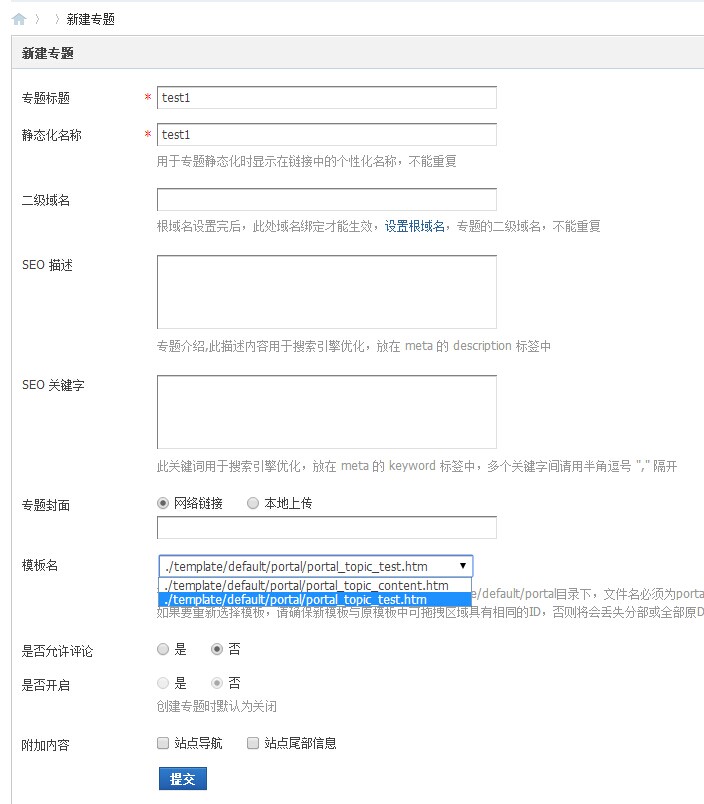 〉 〉新建专题
新建专题
专题标题 * test1
静态化名称 * test1
用于专题静态化时显示在链接中的个性化名称，不能重复
二级域名
根域名设置完后，此处域名绑定才能生效，设置根域名，专题的二级域名，不能重复
SEO 描述
专题介绍,此描述内容用于搜索引擎优化，放在 meta 的 description 标签中
SEO 关键字
此关键词用于搜索引擎优化，放在 meta 的 keyword 标签中，多个关键字间请用半角逗号 "," 隔开
专题封面 网络链接 本地上传
模板名 ./template/default/portal/portal_topic_test.htm
./template/default/portal/portal_topic_content.htm
./template/default/portal/portal_topic_test.htm
e/default/portal目录下，文件名必须为porta
如果要重新选择模板，请确保新模板与原模板中可拖拽区域具有相同的ID，否则将会丢失分部或全部原D
是否允许评论 是 否
是否开启 是 否
创建专题时默认为关闭
附加内容 站点导航 站点尾部信息
提交